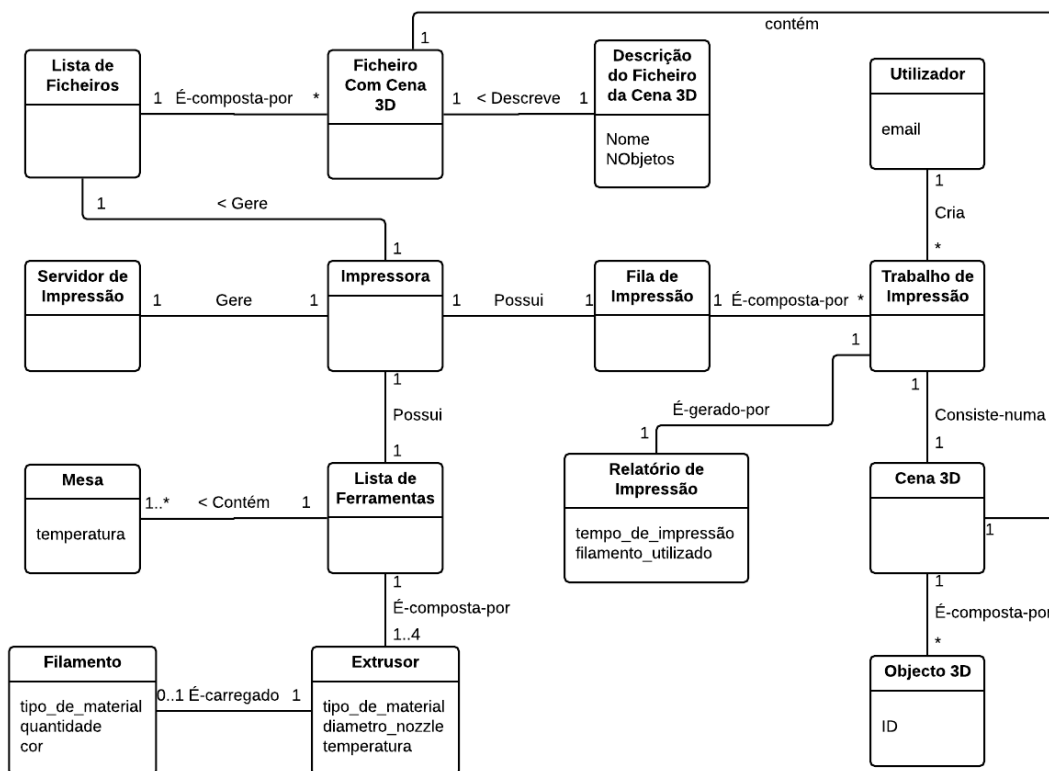 contém
1
Lista de
Ficheiros
Ficheiro
Com Cena
3D
Descrição
do Ficheiro
da Cena 3D
Nome
NObjetos
Utilizador
email
1 É-composta-por *
1 < Descreve 1
1 < Gere
1
1
Cria
*
Servidor de
Impressão
1 Gere 1
Impressora
1 Possui 1
Fila de
Impressão
1 É-composta-por *
Trabalho de
Impressão
1
Possui
1
1
É-gerado-por
1
1
Consiste-numa
1
Mesa
temperatura
1..* < Contém 1
Lista de
Ferramentas
Relatório de
Impressão
tempo_de_impressão
filamento_utilizado
Cena 3D
1
1
É-composta-por
1..4
1
É-composta-por
*
Filamento
tipo_de_material
quantidade
cor
0..1 É-carregado 1
Extrusor
tipo_de_material
diametro_nozzle
temperatura
Objecto 3D
ID